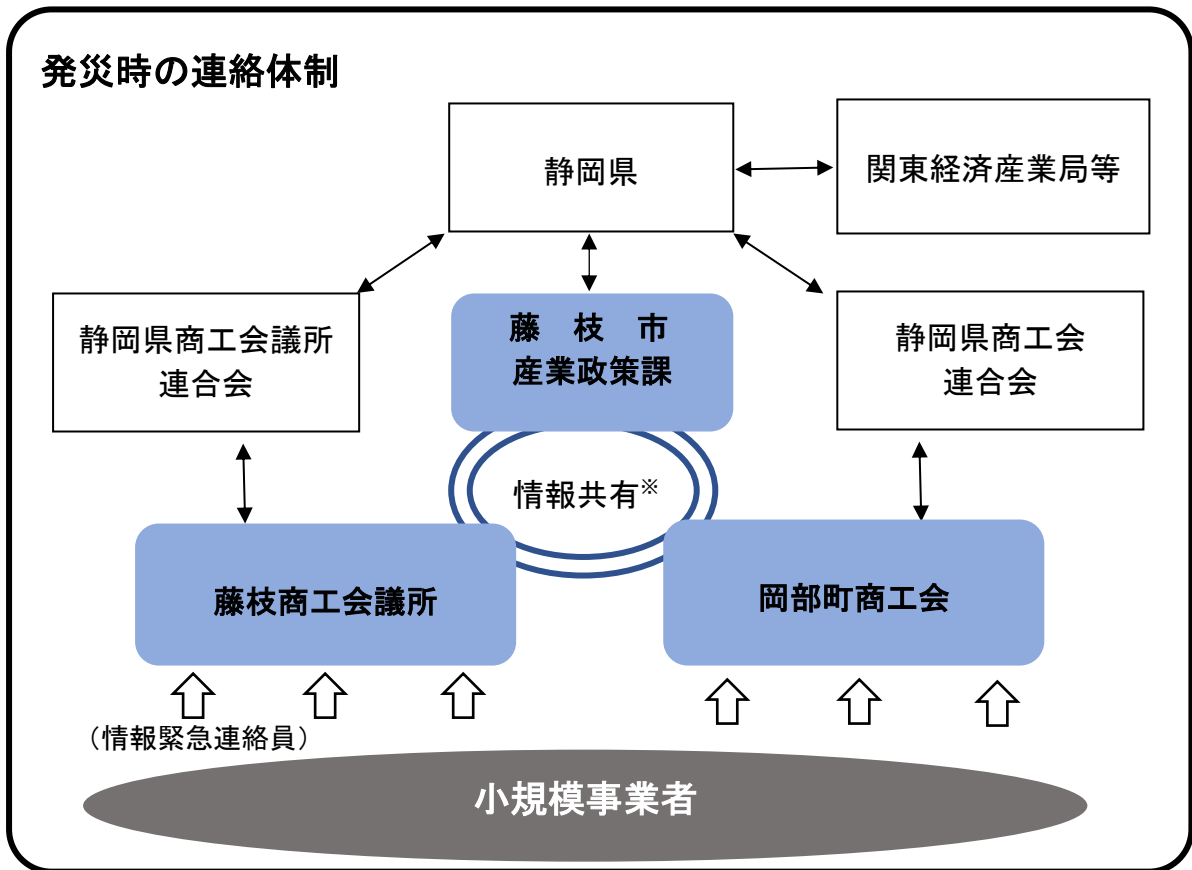 発災時の連絡体制
静岡県
関東経済産業局等
静岡県商工会議所
連合会
藤　枝　市
産業政策課
静岡県商工会
連合会
情報共有※
藤枝商工会議所
岡部町商工会
（情報緊急連絡員）
小規模事業者